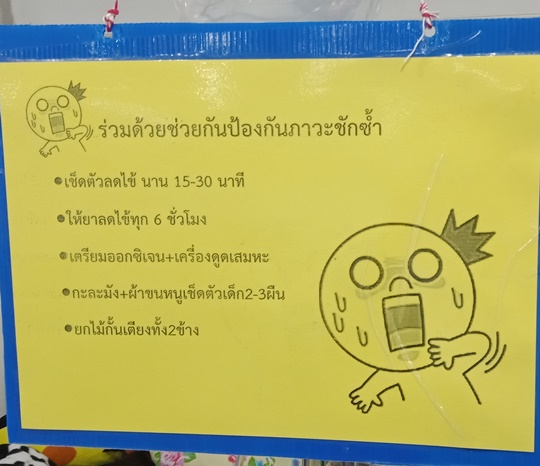 ร่วมด้วยช่วยกันป้องกันภาวะชักซ้ำ
●เช็ดตัวลดไข้ นาน 15-30 นาที
●ให้ยาลดไข้ทุก 6 ชั่วโมง
●เตรียมออกซิเจน+เครื่องดูดเสมหะ
●กะละมัง+ผ้าขนหนูเช็ดตัวเด็ก2-3ผืน
●ยกไม้กั้นเตียงทั้ง2ข้าง